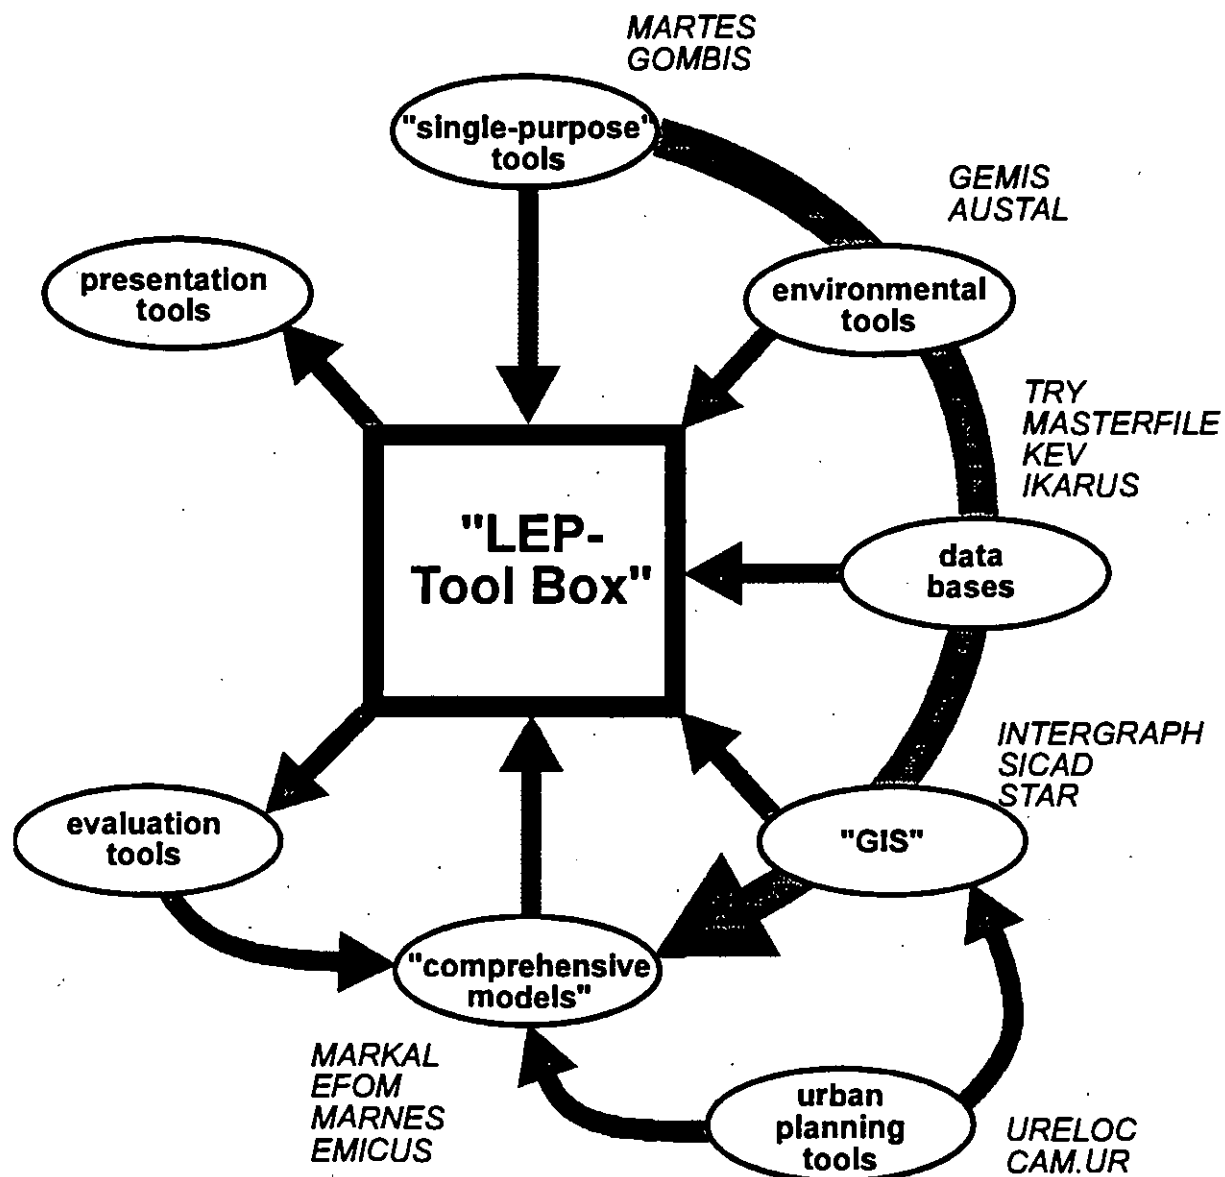 MARTES
GOMBIS
"single-purpose"
tools
GEMIS
AUSTAL
presentation
tools
environmental
tools
TRY
MASTERFILE
KEV
IKARUS
"LEP-
Tool Box"
data
bases
INTERGRAPH
SICAD
STAR
evaluation
tools
"GIS"
"comprehensive
models"
MARKAL
EFOM
MARNES
EMICUS
urban
planning
tools
URELOC
CAM.UR